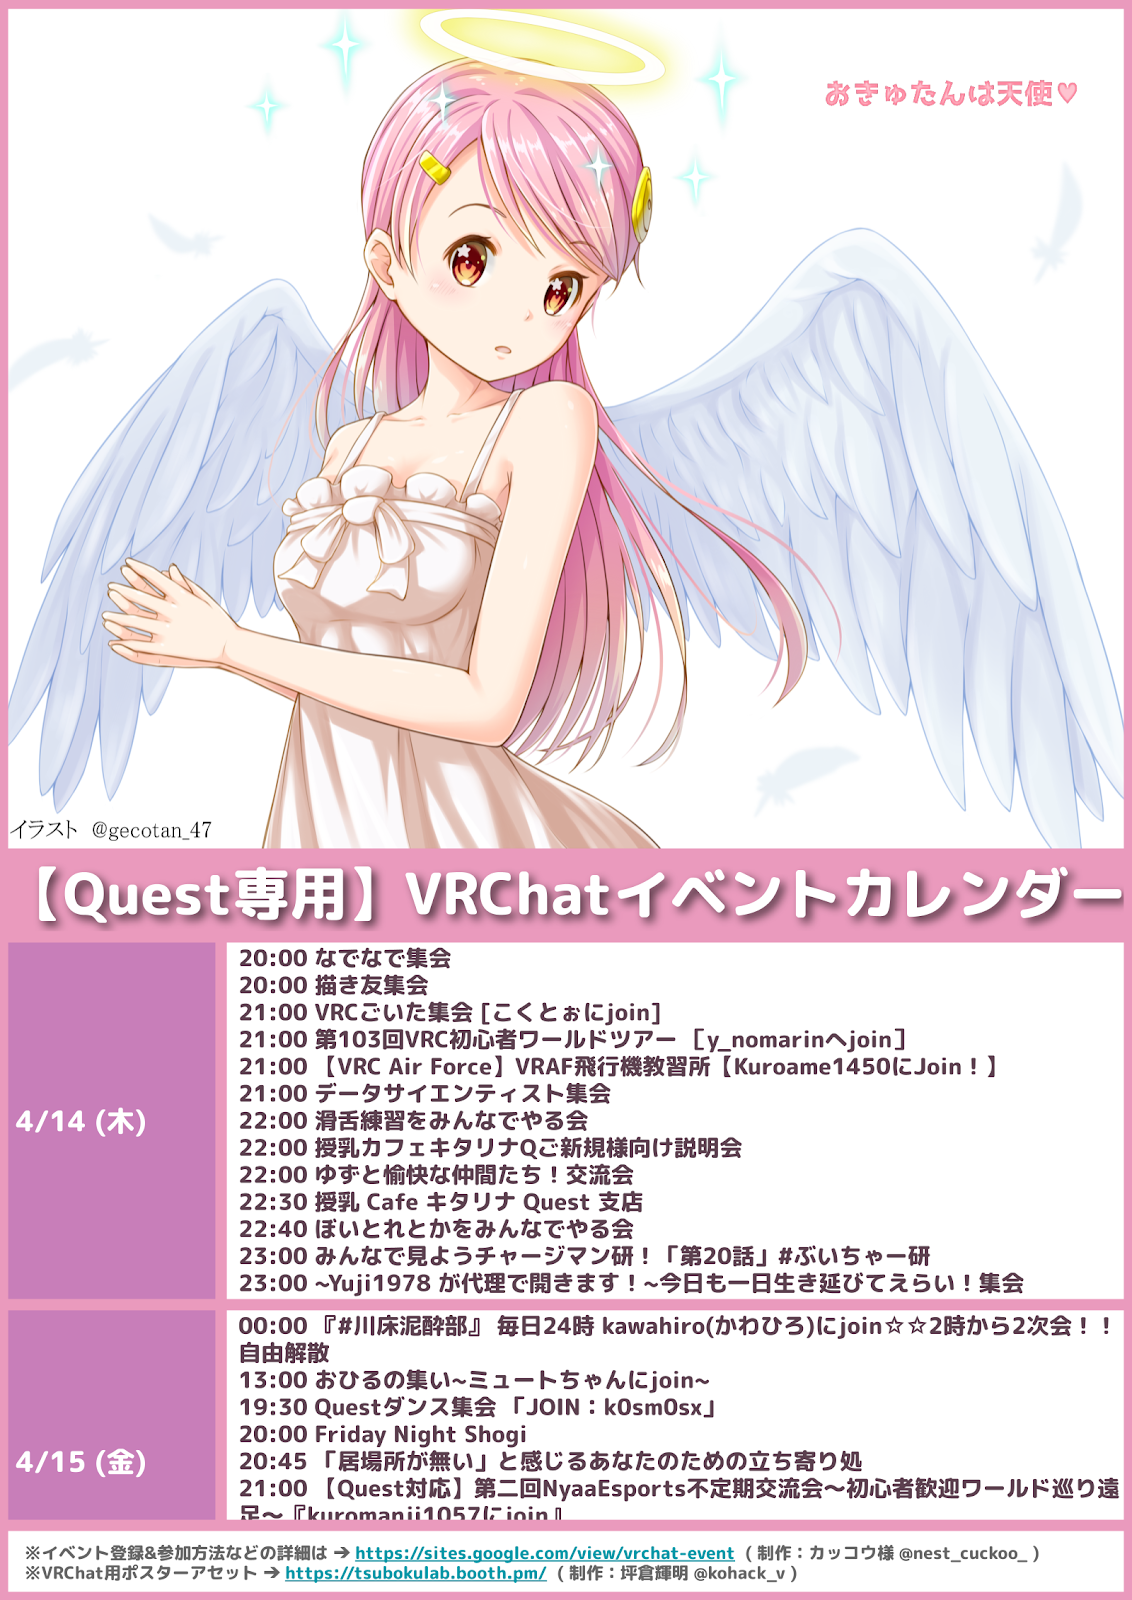 おきゅたんは天使♥
イラスト @gecotan_47
【Quest専用】VRChatイベントカレンダー
4/14 (木)
20:00 なでなで集会
20:00 描き友集会
21:00 VRCごいた集会 [こくとぉにjoin]
21:00 第103回VRC初心者ワールドツアー ［y_nomarinへjoin］
21:00 【VRC Air Force】VRAF飛行機教習所【Kuroame1450にJoin！】
21:00 データサイエンティスト集会
22:00 滑舌練習をみんなでやる会
22:00 授乳カフェキタリナQご新規様向け説明会
22:00 ゆずと愉快な仲間たち！交流会
22:30 授乳 Cafe キタリナ Quest 支店
22:40 ぼいとれとかをみんなでやる会
23:00 みんなで見ようチャージマン研！「第20話」#ぶいちゃー研
23:00 ~Yuji1978 が代理で開きます！~今日も一日生き延びてえらい！集会
4/15 (金)
00:00 『#川床泥酔部』 毎日24時 kawahiro(かわひろ)にjoin☆☆2時から2次会！！
自由解散
13:00 おひるの集い~ミュートちゃんにjoin~
19:30 Questダンス集会 「JOIN：k0sm0sx」
20:00 Friday Night Shogi
20:45 「居場所が無い」と感じるあなたのための立ち寄り処
21:00 【Quest対応】第二回NyaaEsports不定期交流会～初心者歓迎ワールド巡り遠
足～『kuromanji1057にjoin』
※イベント登録&参加方法などの詳細は → https://sites.google.com/view/vrchat-event ( 制作：カッコウ様 @nest_cuckoo_ )
※VRChat用ポスターアセット → https://tsubokulab.booth.pm/ ( 制作：坪倉輝明 @kohack_v )